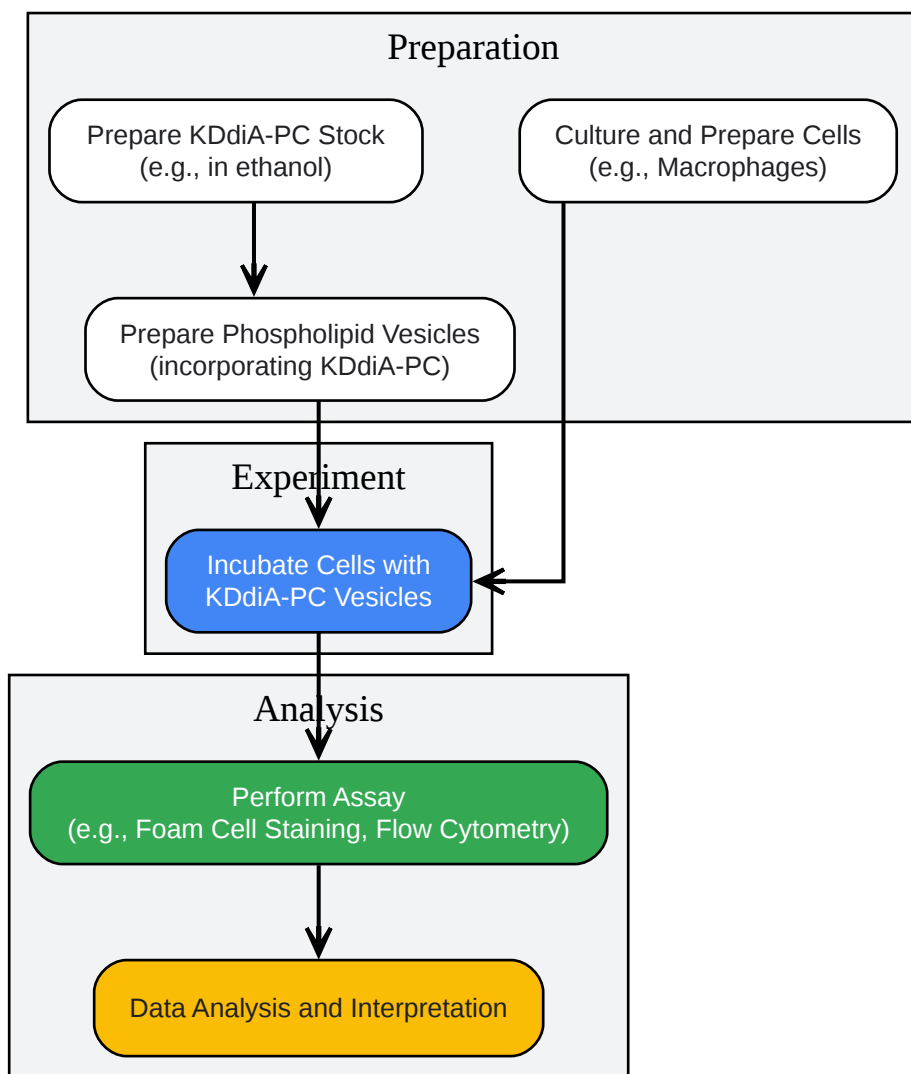 Preparation
Prepare KDdiA-PC Stock
(e.g., in ethanol)
Culture and Prepare Cells
(e.g., Macrophages)
Prepare Phospholipid Vesicles
(incorporating KDdiA-PC)
Experiment
Incubate Cells with
KDdiA-PC Vesicles
Analysis
Perform Assay
(e.g., Foam Cell Staining, Flow Cytometry)
Data Analysis and Interpretation